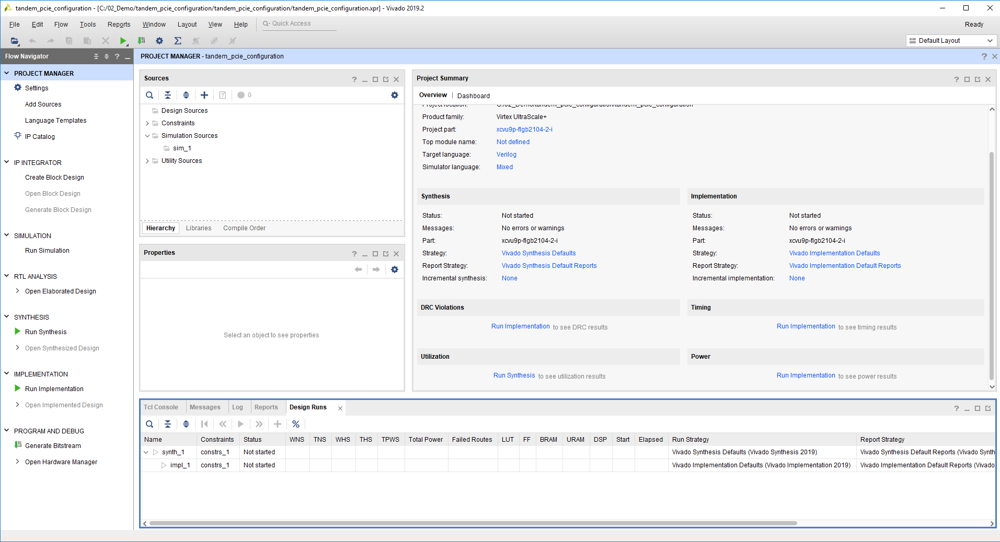 tandem_pcie_configuration - [C:/02_Demo/tandem_pcie_configuration/tandem_pcie_configuration/tandem_pcie_configuration.xpr] - Vivado 2019.2
File Edit Flow Tools Reports Window Layout View Help Quick Access Ready
Default Layout
Flow Navigator
PROJECT MANAGER - tandem_pcie_configuration
PROJECT MANAGER
Settings
Add Sources
Language Templates
IP Catalog
IP INTEGRATOR
Create Block Design
Open Block Design
Generate Block Design
SIMULATION
Run Simulation
RTL ANALYSIS
Open Elaborated Design
SYNTHESIS
Run Synthesis
Open Synthesized Design
IMPLEMENTATION
Run Implementation
Open Implemented Design
PROGRAM AND DEBUG
Generate Bitstream
Open Hardware Manager
Sources
0
Design Sources
Constraints
Simulation Sources
sim_1
Utility Sources
Hierarchy Libraries Compile Order
Properties
Select an object to see properties
Project Summary
Overview | Dashboard
Project location: C:/02_Demo/tandem_pcie_configuration/tandem_pcie_configuration
Product family: Virtex UltraScale+
Project part: xcvu9p-flgb2104-2-i
Top module name: Not defined
Target language: Verilog
Simulator language: Mixed
Synthesis
Status: Not started
Messages: No errors or warnings
Part: xcvu9p-flgb2104-2-i
Strategy: Vivado Synthesis Defaults
Report Strategy: Vivado Synthesis Default Reports
Incremental synthesis: None
Implementation
Status: Not started
Messages: No errors or warnings
Part: xcvu9p-flgb2104-2-i
Strategy: Vivado Implementation Defaults
Report Strategy: Vivado Implementation Default Reports
Incremental implementation: None
DRC Violations
Run Implementation to see DRC results
Timing
Run Implementation to see timing results
Utilization
Run Synthesis to see utilization results
Power
Run Implementation to see power results
Tcl Console Messages Log Reports Design Runs
Name Constraints Status WNS TNS WHS THS TPWS Total Power Failed Routes LUT FF BRAM URAM DSP Start Elapsed Run Strategy Report Strategy
synth_1 constrs_1 Not started Vivado Synthesis Defaults (Vivado Synthesis 2019) Vivado Synthesis Default Reports (Vivado Synth
impl_1 constrs_1 Not started Vivado Implementation Defaults (Vivado Implementation 2019) Vivado Implementation Default Reports (Vivado